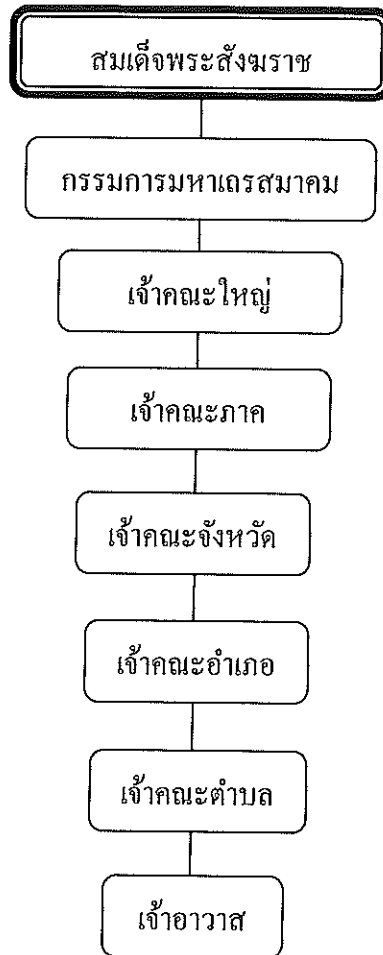 สมเด็จพระสังฆราช
กรรมการมหาเถรสมาคม
เจ้าคณะใหญ่
เจ้าคณะภาค
เจ้าคณะจังหวัด
เจ้าคณะอำเภอ
เจ้าคณะตำบล
เจ้าอาวาส